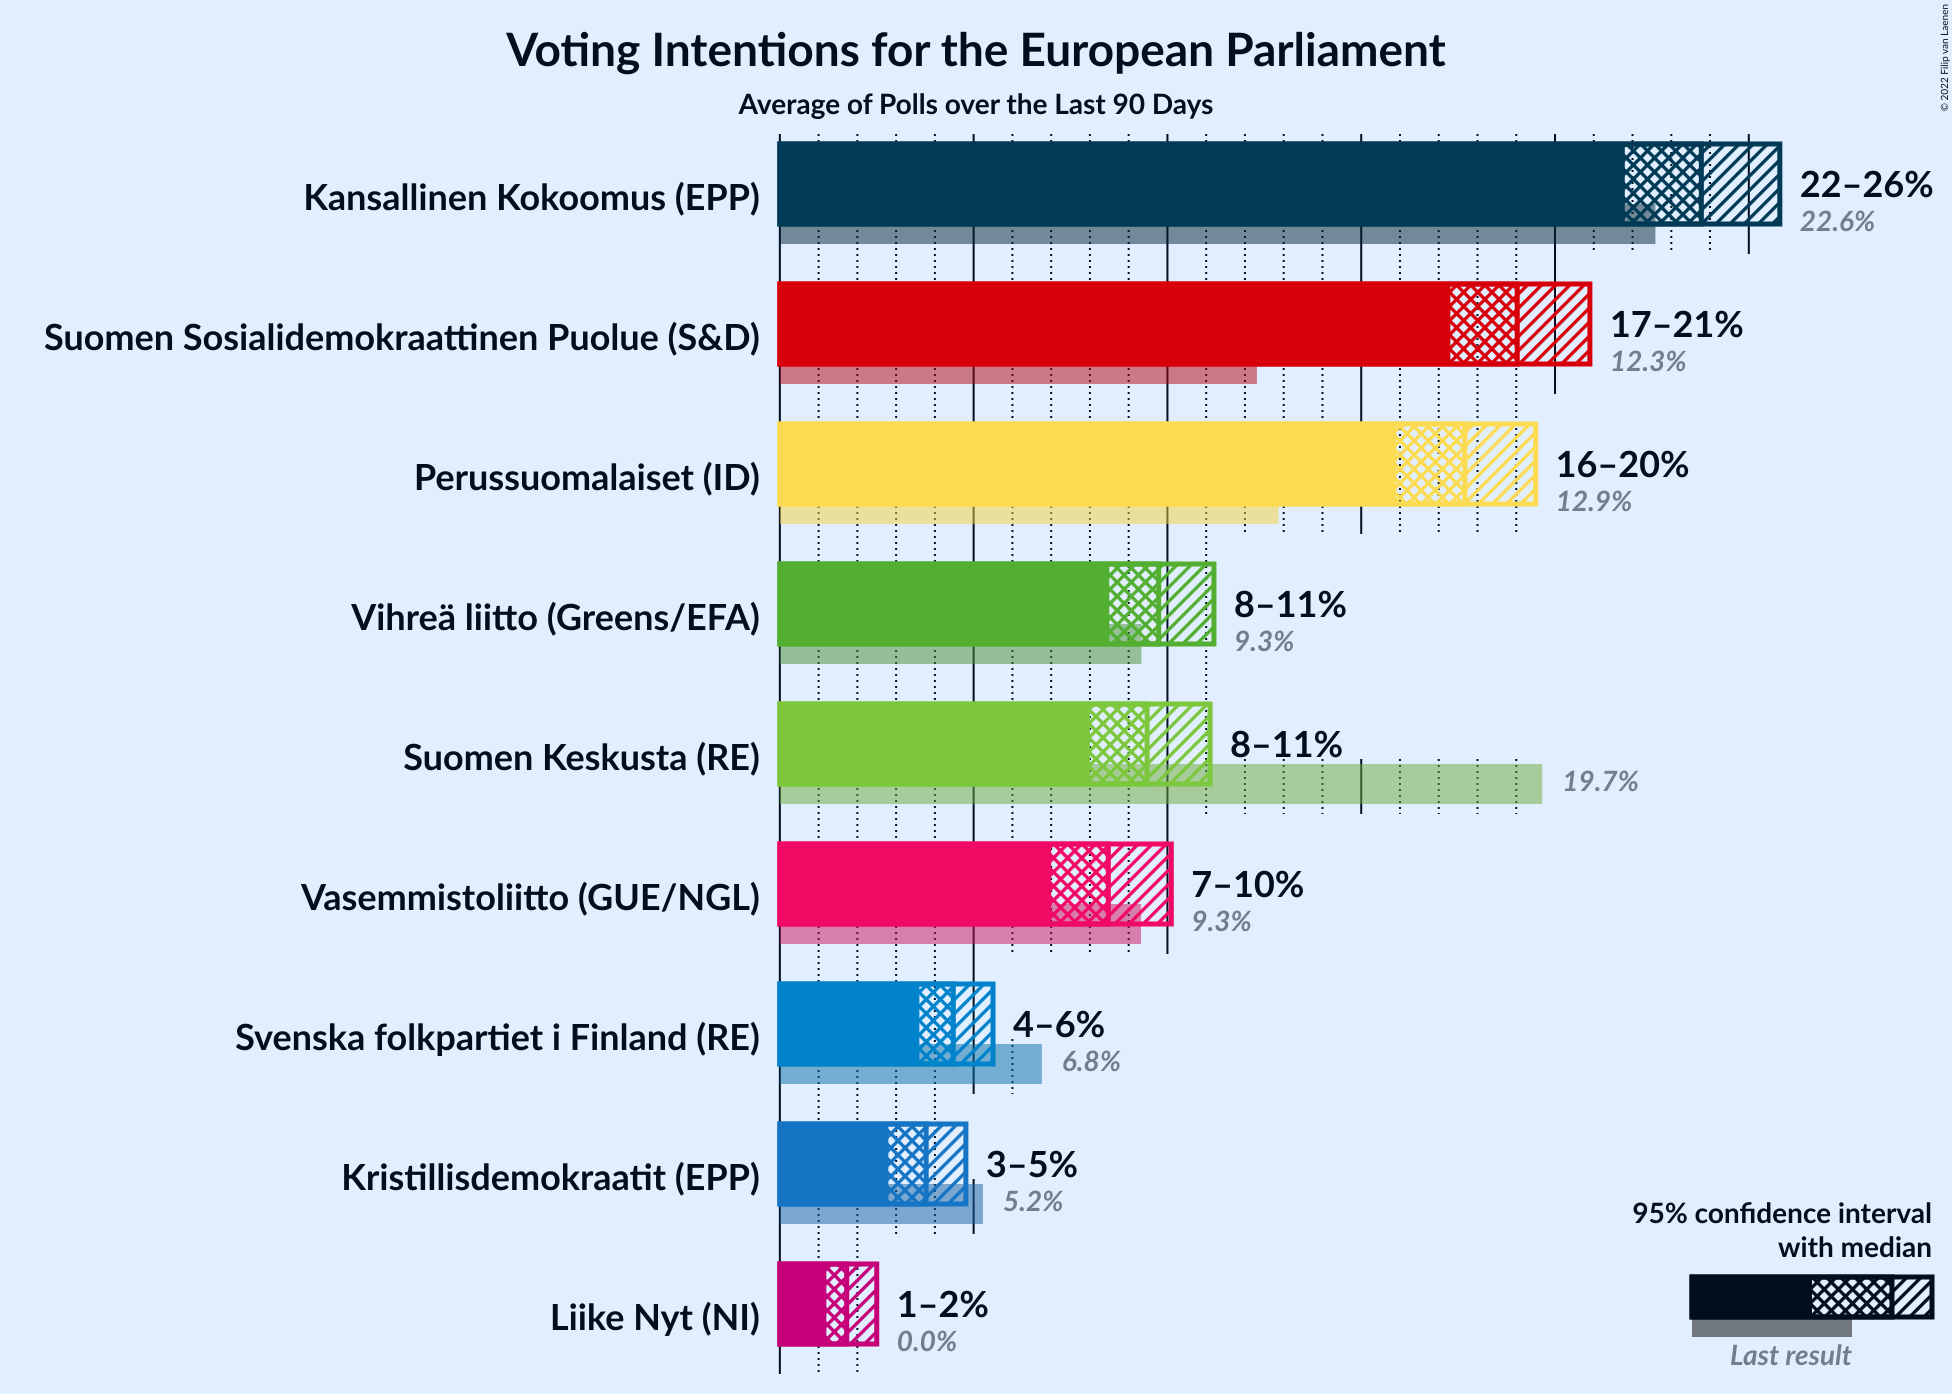 Voting Intentions for the European Parliament
Average of Polls over the Last 90 Days
© 2022 Filip van Laenen
Kansallinen Kokoomus (EPP)
22–26%
22.6%
Suomen Sosialidemokraattinen Puolue (S&D)
17–21%
12.3%
Perussuomalaiset (ID)
16–20%
12.9%
Vihreä liitto (Greens/EFA)
8–11%
9.3%
Suomen Keskusta (RE)
8–11%
19.7%
Vasemmistoliitto (GUE/NGL)
7–10%
9.3%
Svenska folkpartiet i Finland (RE)
4–6%
6.8%
Kristillisdemokraatit (EPP)
3–5%
5.2%
Liike Nyt (NI)
1–2%
0.0%
95% confidence interval
with median
Last result